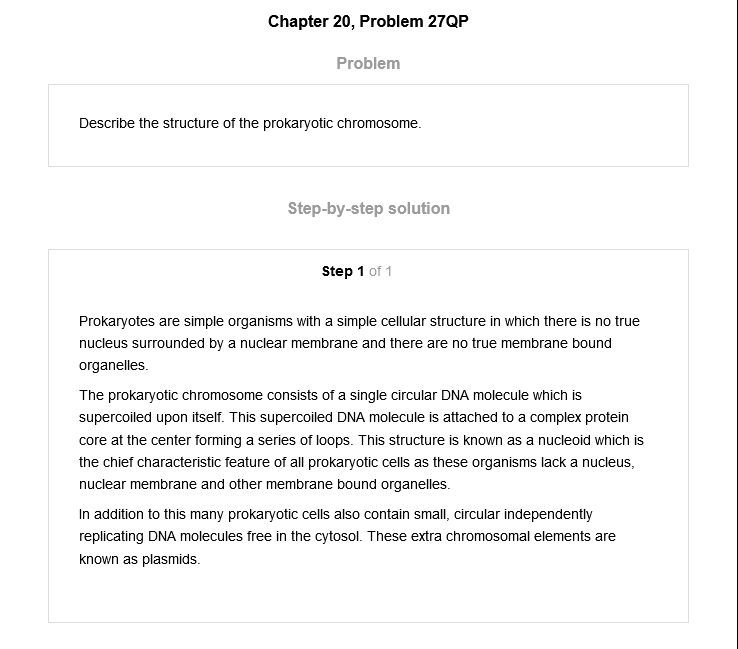 Chapter 20, Problem 27QP
Problem
Describe the structure of the prokaryotic chromosome.
Step-by-step solution
Step 1 of 1
Prokaryotes are simple organisms with a simple cellular structure in which there is no true
nucleus surrounded by a nuclear membrane and there are no true membrane bound
organelles.
The prokaryotic chromosome consists of a single circular DNA molecule which is
supercoiled upon itself. This supercoiled DNA molecule is attached to a complex protein
core at the center forming a series of loops. This structure is known as a nucleoid which is
the chief characteristic feature of all prokaryotic cells as these organisms lack a nucleus,
nuclear membrane and other membrane bound organelles.
In addition to this many prokaryotic cells also contain small, circular independently
replicating DNA molecules free in the cytosol. These extra chromosomal elements are
known as plasmids.